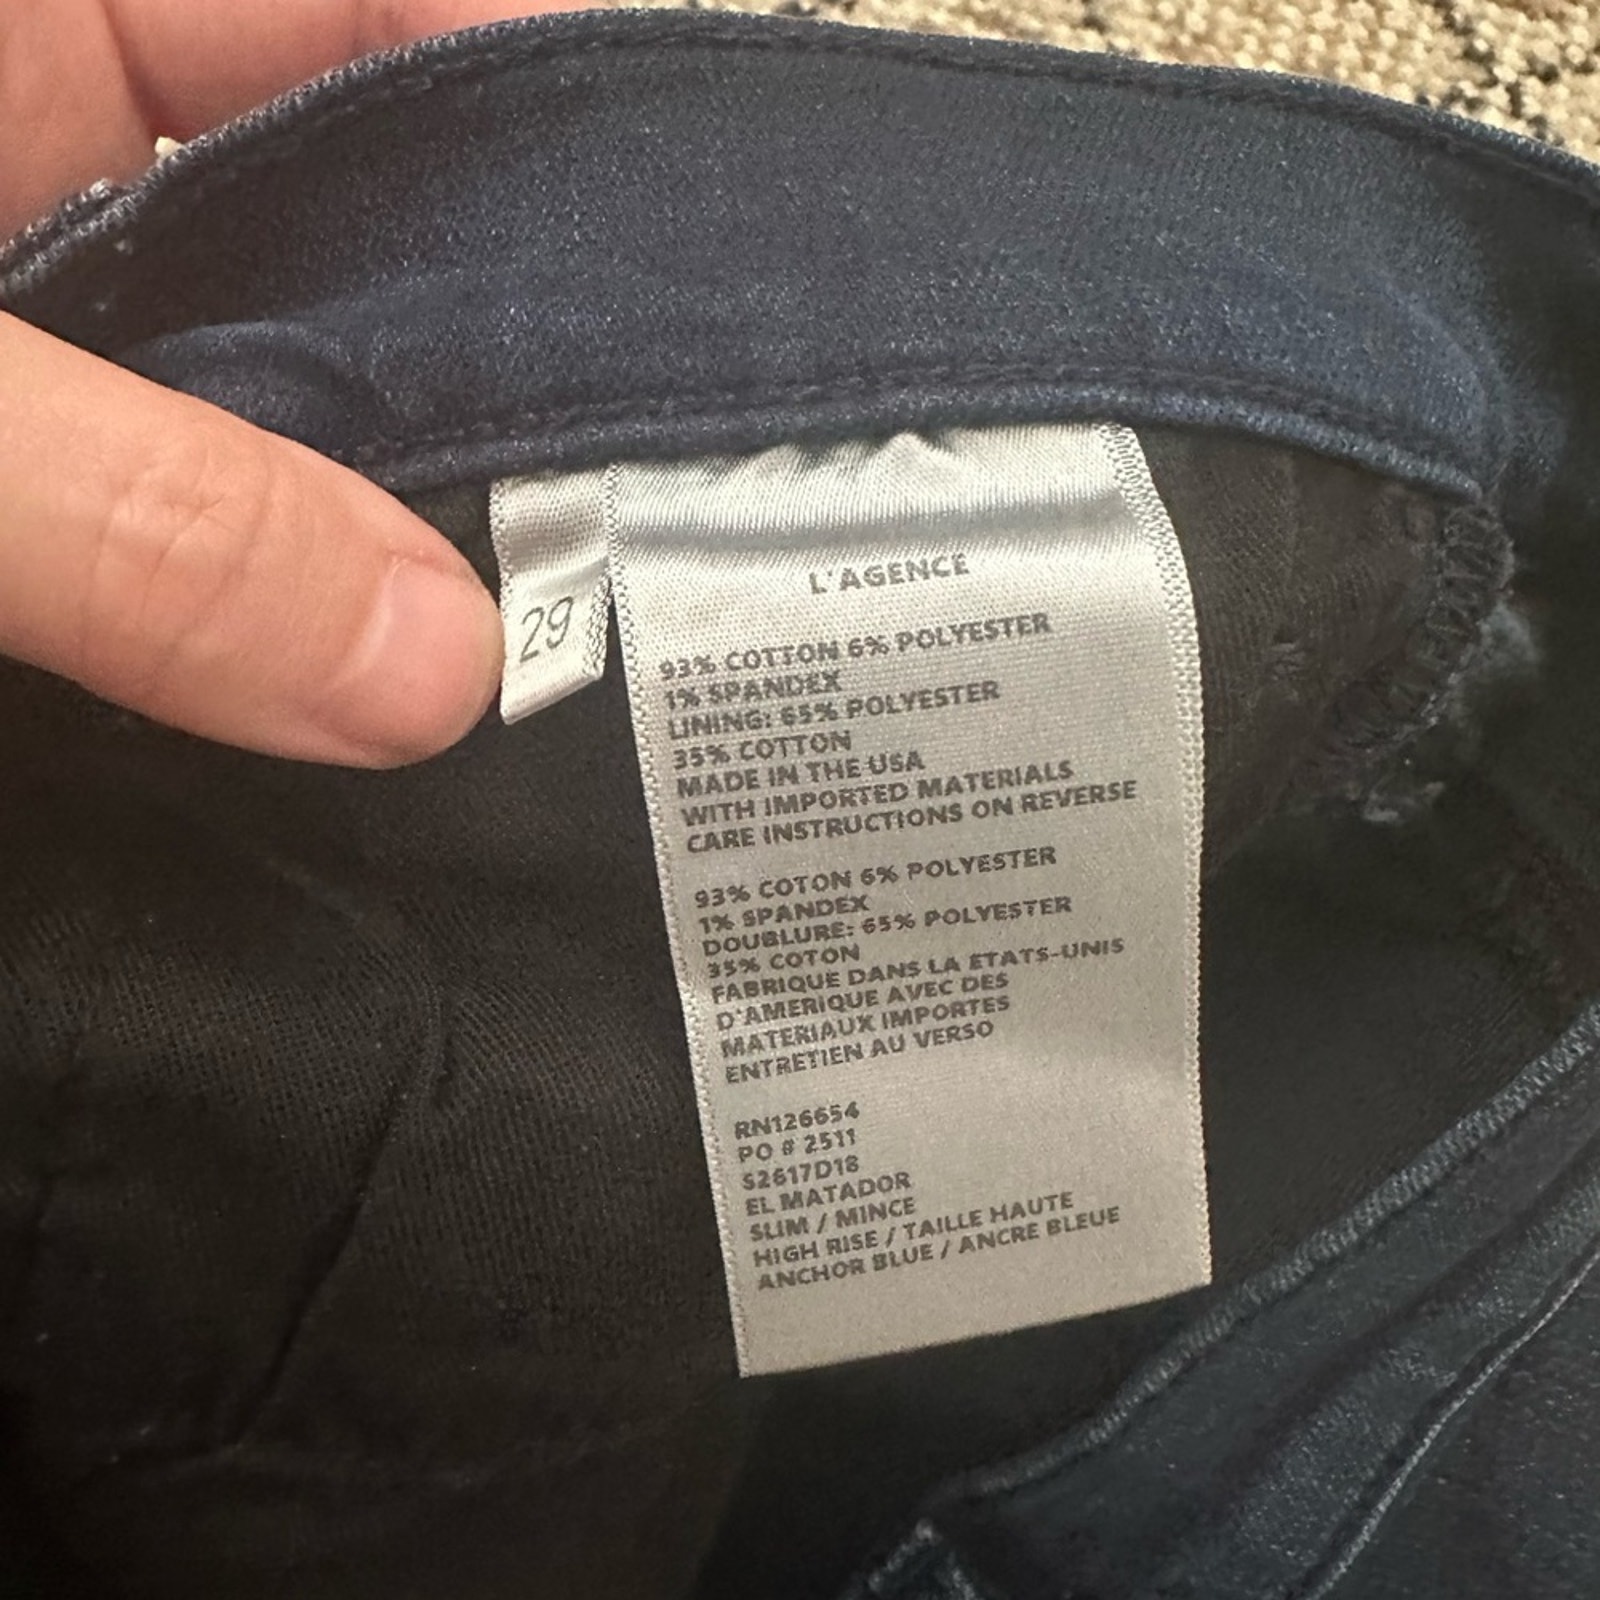 29
L'AGENCE
93% COTTON 6% POLYESTER
1% SPANDEX
LINING: 65% POLYESTER
35% COTTON
MADE IN THE USA
WITH IMPORTED MATERIALS
CARE INSTRUCTIONS ON REVERSE
93% COTON 6% POLYESTER
1% SPANDEX
DOUBLURE: 65% POLYESTER
35% COTON
FABRIQUE DANS LA ETATS-UNIS
D'AMERIQUE AVEC DES
MATERIAUX IMPORTES
ENTRETIEN AU VERSO
RN126654
PO # 2511
S2617D18
EL MATADOR
SLIM / MINCE
HIGH RISE / TAILLE HAUTE
ANCHOR BLUE / ANCRE BLEUE